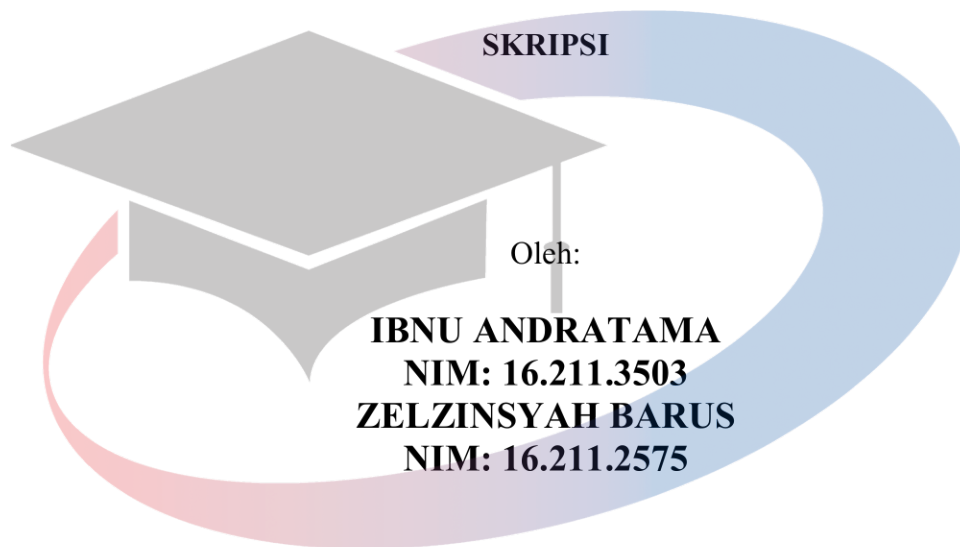 SKRIPSI
Oleh:
IBNU ANDRATAMA
NIM: 16.211.3503
ZELZINSYAH BARUS
NIM: 16.211.2575